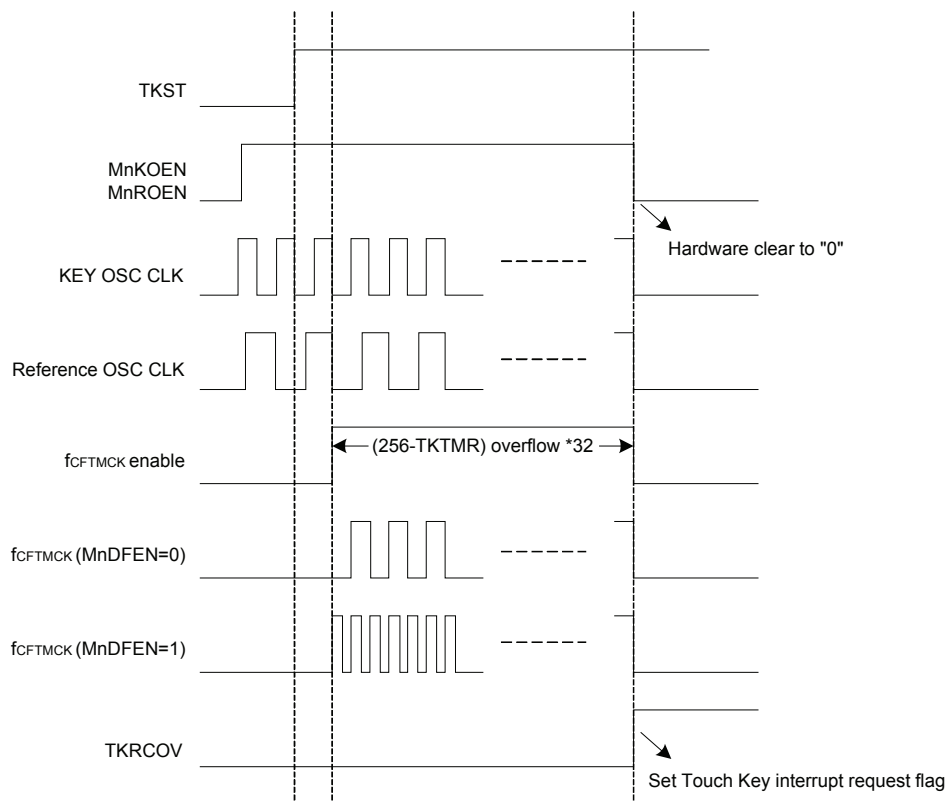 TKST
MnKOEN
MnROEN
Hardware clear to "0"
KEY OSC CLK
Reference OSC CLK
(256-TKTMR) overflow *32
fCFTMCK enable
fCFTMCK (MnDFEN=0)
fCFTMCK (MnDFEN=1)
TKRCOV
Set Touch Key interrupt request flag